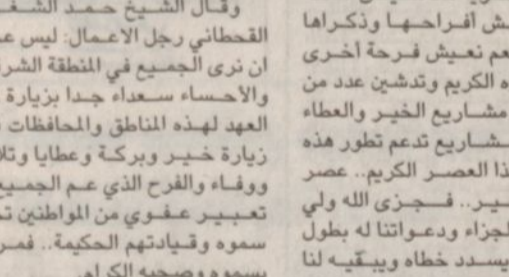 ش أفراحها وذكراها
عم نعيش فرحة أخرى
ه الكريم وتدشين عدد من
مشاريع الخير والعطاء
شاريع تدعم تطور هذه
ذا العصر الكريم.. عصر
ير.. فجزى الله ولي
لجزاء ودعواتنا له بطول
يسدد خطاه ويبقيه لنا
وقال الشيخ حمد الشغـ
القحطاني رجل الاعمال: ليس عـ
ان نرى الجميع في المنطقة الشر
والأحساء سعداء جدا بزيارة
العهد لهذه المناطق والمحافظات
زيارة خير وبركة وعطايا وتلا
ووفاء والفرح الذي عم الجميع
تعبير عفوي من المواطنين تـ
سموه وقيادتهم الحكيمة.. فمر
بسموه وصحبه الكرام.